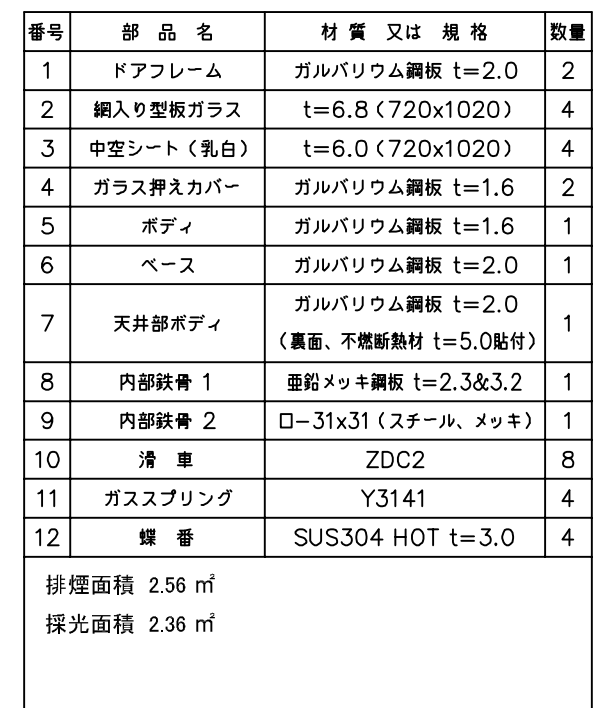 番号 部品名 材質又は規格 数量
1 ドアフレーム ガルバリウム鋼板 t=2.0 2
2 網入り型板ガラス t=6.8(720x1020) 4
3 中空シート(乳白) t=6.0(720x1020) 4
4 ガラス押えカバー ガルバリウム鋼板 t=1.6 2
5 ボディ ガルバリウム鋼板 t=1.6 1
6 ベース ガルバリウム鋼板 t=2.0 1
7 天井部ボディ ガルバリウム鋼板 t=2.0 1
(裏面、不燃断熱材 t=5.0貼付)
8 内部鉄骨 1 亜鉛メッキ鋼板 t=2.3&3.2 1
9 内部鉄骨 2 ロ-31x31(スチール、メッキ) 1
10 滑車 ZDC2 8
11 ガススプリング Y3141 4
12 蝶番 SUS304 HOT t=3.0 4
排煙面積 2.56 ㎡
採光面積 2.36 ㎡